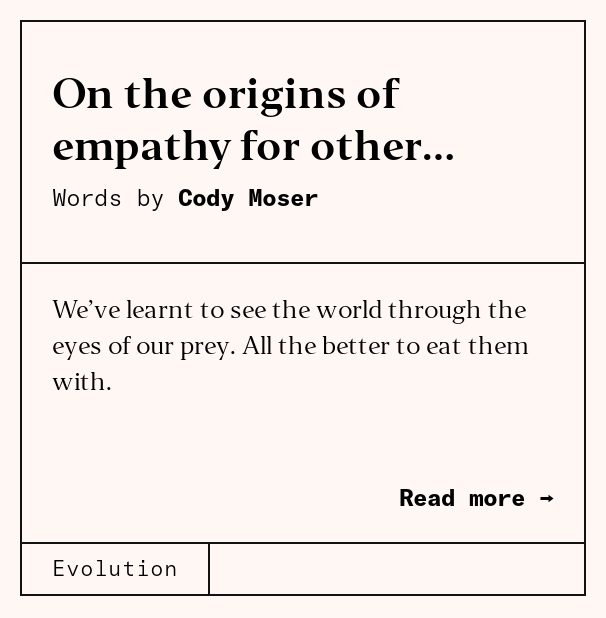 On the origins of
empathy for other...
Words by Cody Moser
We’ve learnt to see the world through the
eyes of our prey. All the better to eat them
with.
Read more →
Evolution